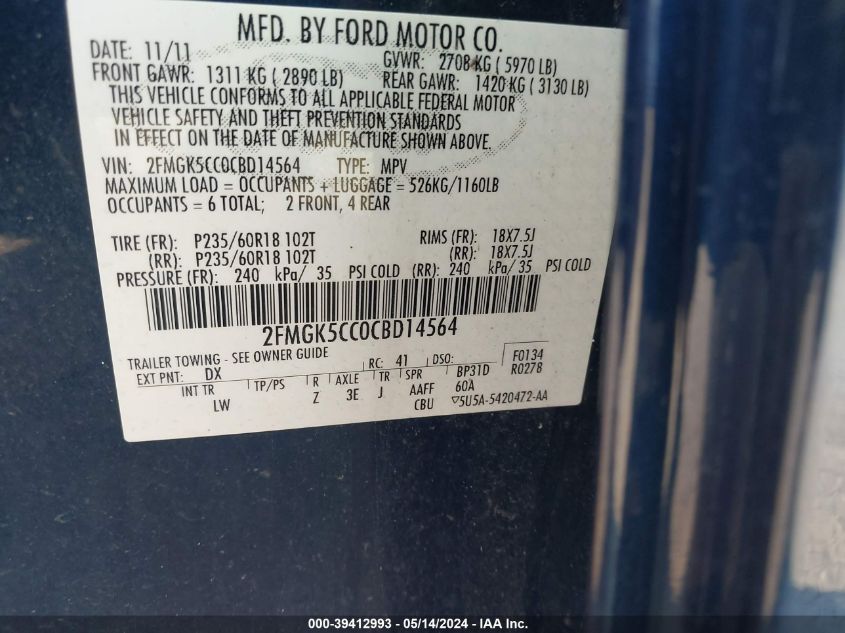 MFD. BY FORD MOTOR CO.
DATE: 11/11 GVWR: 2708 KG ( 5970 LB)
FRONT GAWR: 1311 KG ( 2890 LB) REAR GAWR: 1420 KG ( 3130 LB)
THIS VEHICLE CONFORMS TO ALL APPLICABLE FEDERAL MOTOR
VEHICLE SAFETY AND THEFT PREVENTION STANDARDS
IN EFFECT ON THE DATE OF MANUFACTURE SHOWN ABOVE.
VIN: 2FMGK5CC0CBD14564 TYPE: MPV
MAXIMUM LOAD = OCCUPANTS + LUGGAGE = 526KG/1160LB
OCCUPANTS = 6 TOTAL; 2 FRONT, 4 REAR
TIRE (FR): P235/60R18 102T RIMS (FR): 18X7.5J
(RR): P235/60R18 102T (RR): 18X7.5J
PRESSURE (FR): 240 kPa/ 35 PSI COLD (RR): 240 kPa/ 35 PSI COLD
2FMGK5CC0CBD14564
TRAILER TOWING - SEE OWNER GUIDE
EXT PNT: DX RC: 41 DSO: F0134
INT TR TP/PS R AXLE TR SPR BP31D R0278
LW Z 3E J AAFF 60A
CBU ▽5U5A-5420472-AA
000-39412993 - 05/14/2024 - IAA Inc.